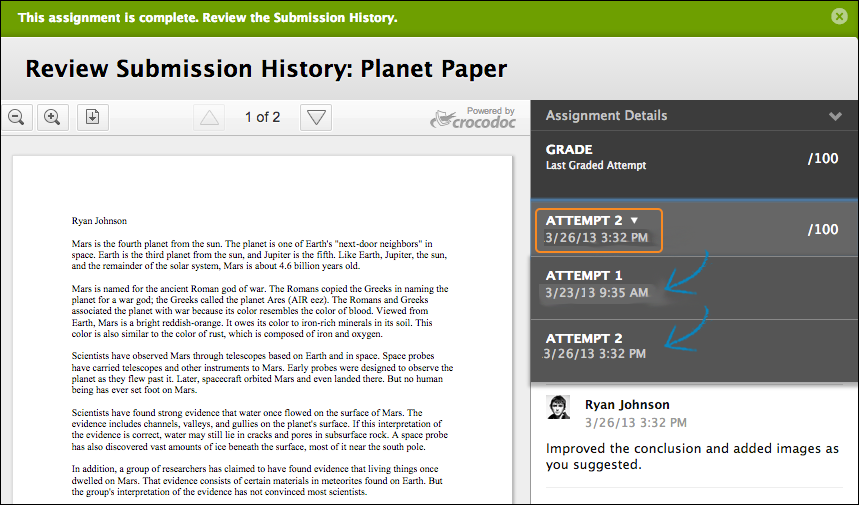 This assignment is complete. Review the Submission History.
Review Submission History: Planet Paper
1 of 2
Powered by
crocodoc
Ryan Johnson
Mars is the fourth planet from the sun. The planet is one of Earth's "next-door neighbors" in
space. Earth is the third planet from the sun, and Jupiter is the fifth. Like Earth, Jupiter, the sun,
and the remainder of the solar system, Mars is about 4.6 billion years old.
Mars is named for the ancient Roman god of war. The Romans copied the Greeks in naming the
planet for a war god; the Greeks called the planet Ares (AIR eez). The Romans and Greeks
associated the planet with war because its color resembles the color of blood. Viewed from
Earth, Mars is a bright reddish-orange. It owes its color to iron-rich minerals in its soil. This
color is also similar to the color of rust, which is composed of iron and oxygen.
Scientists have observed Mars through telescopes based on Earth and in space. Space probes
have carried telescopes and other instruments to Mars. Early probes were designed to observe the
planet as they flew past it. Later, spacecraft orbited Mars and even landed there. But no human
being has ever set foot on Mars.
Scientists have found strong evidence that water once flowed on the surface of Mars. The
evidence includes channels, valleys, and gullies on the planet's surface. If this interpretation of
the evidence is correct, water may still lie in cracks and pores in subsurface rock. A space probe
has also discovered vast amounts of ice beneath the surface, most of it near the south pole.
In addition, a group of researchers has claimed to have found evidence that living things once
dwelled on Mars. That evidence consists of certain materials in meteorites found on Earth. But
the group's interpretation of the evidence has not convinced most scientists.
Assignment Details
GRADE
Last Graded Attempt
/100
ATTEMPT 2
3/26/13 3:32 PM
/100
ATTEMPT 1
3/23/13 9:35 AM
ATTEMPT 2
3/26/13 3:32 PM
Ryan Johnson
3/26/13 3:32 PM
Improved the conclusion and added images as
you suggested.